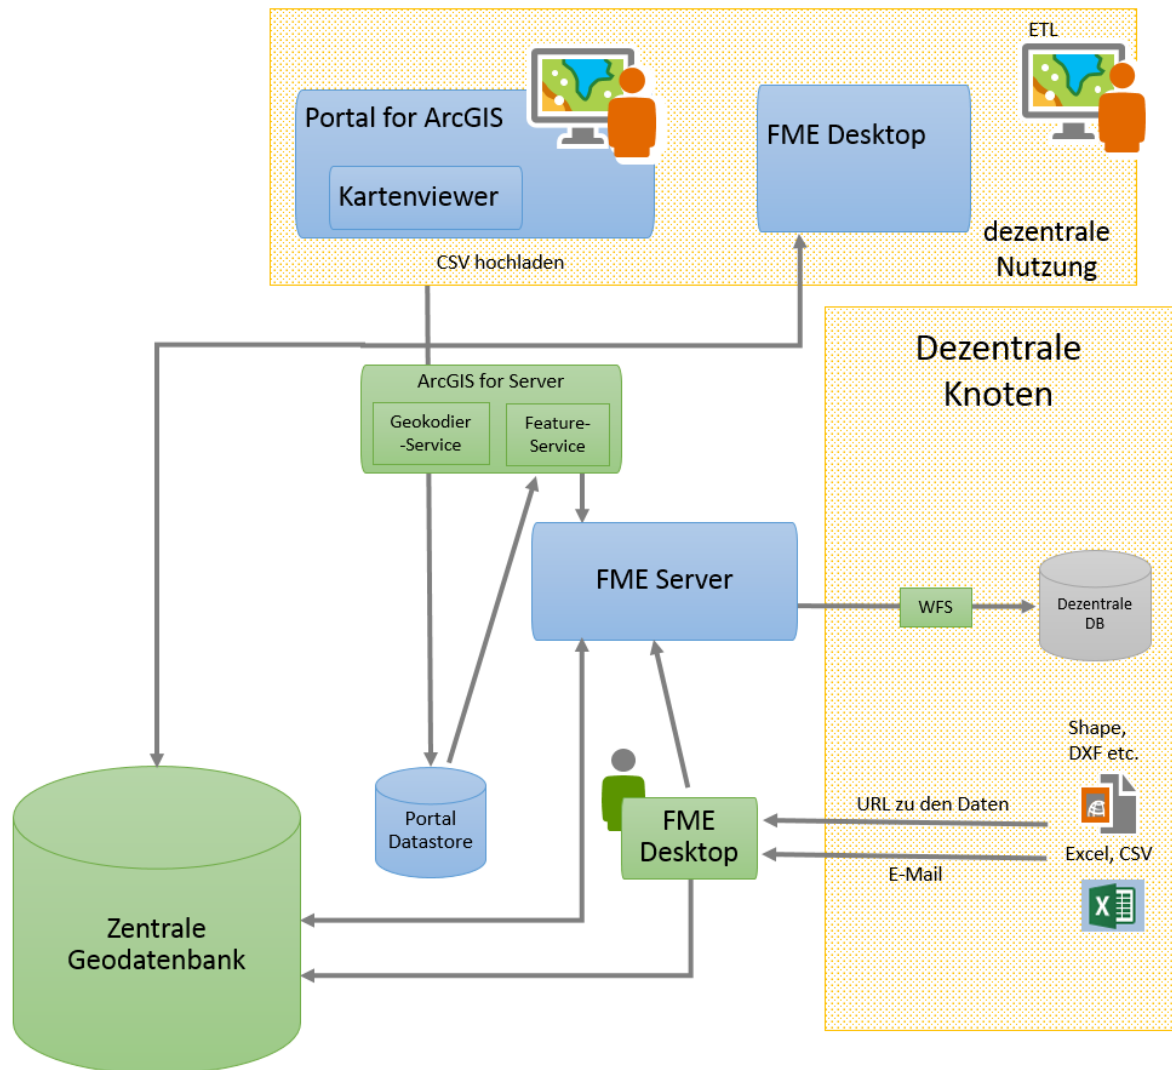 ETL
Portal for ArcGIS
Kartenviewer
FME Desktop
dezentrale
Nutzung
CSV hochladen
Dezentrale
Knoten
ArcGIS for Server
Geokodier
-Service
Feature-
Service
FME Server
WFS
Dezentrale
DB
Shape,
DXF etc.
URL zu den Daten
Excel, CSV
E-Mail
X
FME
Desktop
Portal
Datastore
Zentrale
Geodatenbank